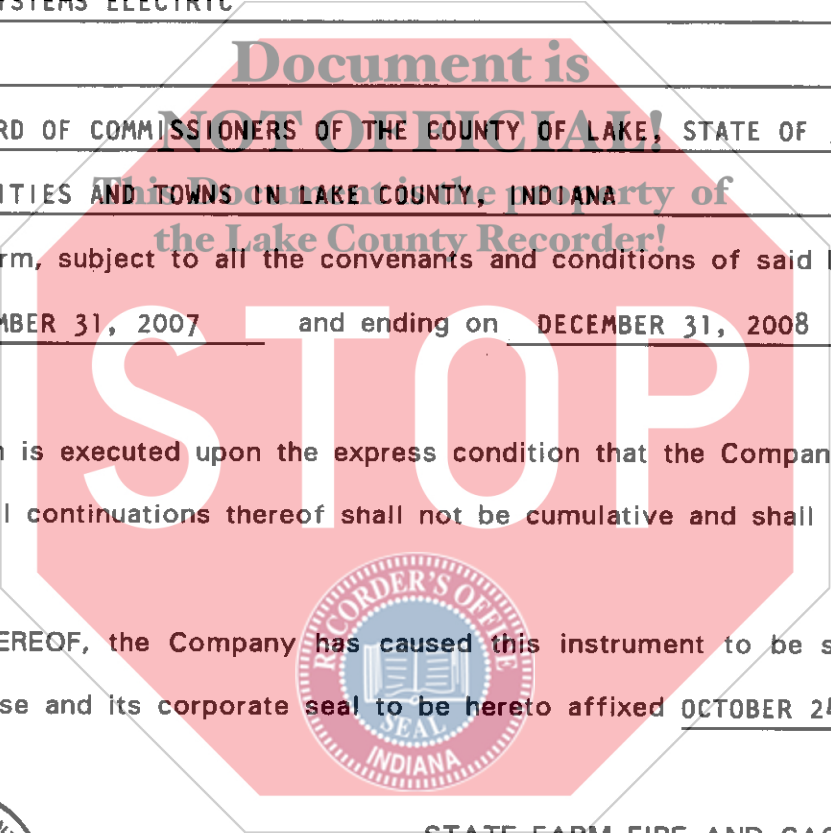 YSTEMS ELECTRIC
Document is
NOT OFFICIAL!
RD OF COMMISSIONERS OF THE COUNTY OF LAKE, STATE OF
This Document is the property of
ITIES AND TOWNS IN LAKE COUNTY, INDIANA
the Lake County Recorder!
rm, subject to all the convenants and conditions of said
MBER 31, 2007 and ending on DECEMBER 31, 2008
STOP
is executed upon the express condition that the Compan
l continuations thereof shall not be cumulative and shall
EREOF, the Company has caused this instrument to be s
se and its corporate seal to be hereto affixed OCTOBER 24
RECORDER'S OFFICE
SEAL
INDIANA
STATE FARM FIRE AND CAS